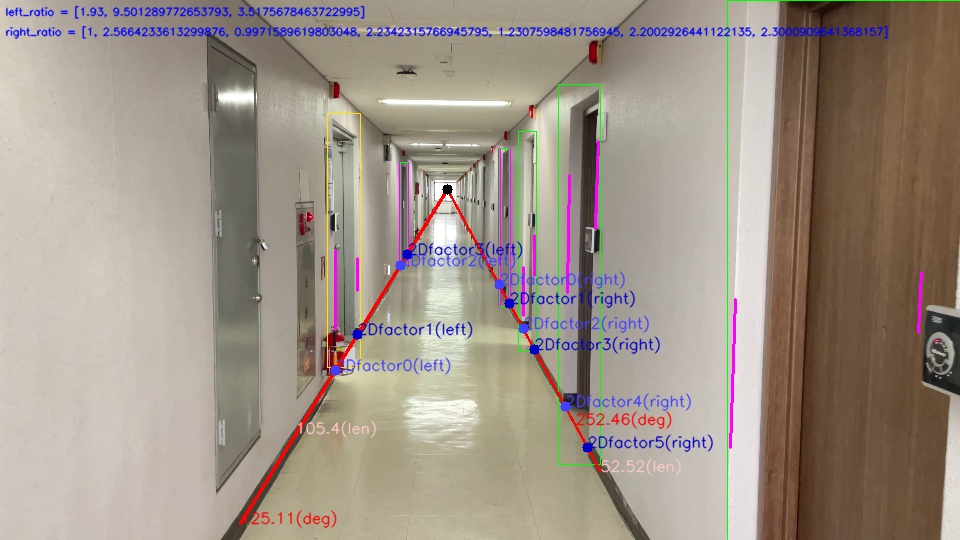 left_ratio = [1.93, 9.501289772653793, 3.5175678463722995]
right_ratio = [1, 2.5664233613299876, 0.9971589619803048, 2.2342315766945795, 1.2307598481756945, 2.2002926441122135, 2.3000909641368157]
2Dfactor3(left)
2Dfactor2(left)
2Dfactor0(right)
2Dfactor1(right)
2Dfactor2(right)
2Dfactor1(left)
2Dfactor3(right)
2Dfactor0(left)
2Dfactor4(right)
252.46(deg)
105.4(len)
2Dfactor5(right)
52.52(len)
125.11(deg)